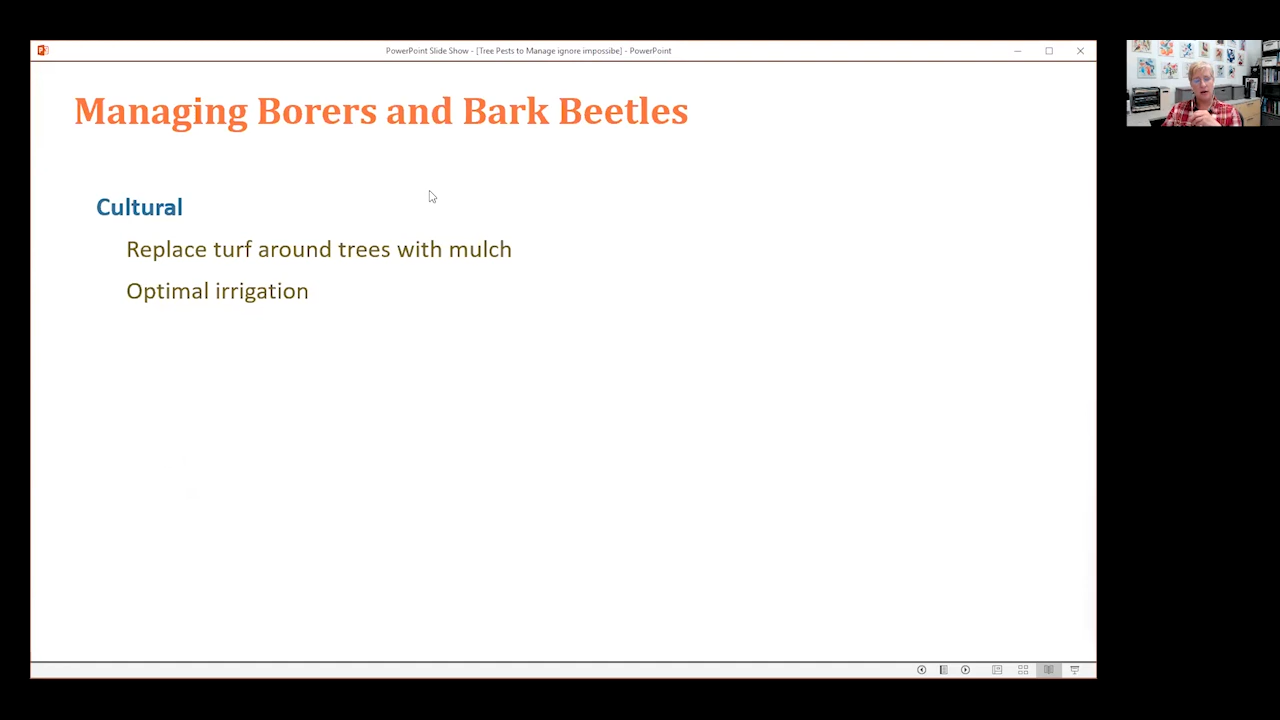 PowerPoint Slide Show - [Tree Pests to Manage ignore impossibe] - PowerPoint
Managing Borers and Bark Beetles
Cultural
Replace turf around trees with mulch
Optimal irrigation